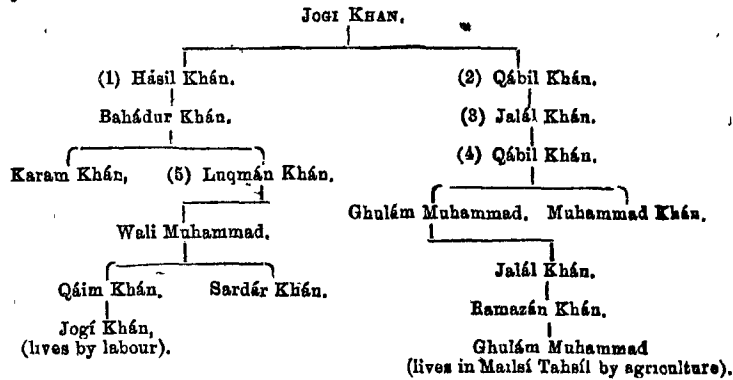 JOGI KHAN.
(1) Hásil Khán. (2) Qábil Khán.
Bahádur Khán. (3) Jalál Khán.
(4) Qábil Khán.
Karam Khán, (5) Luqmán Khán.
Ghulám Muhammad. Muhammad Khán.
Wali Muhammad.
Jalál Khán.
Qáim Khán. Sardár Khán.
Ramazán Khán.
Jogí Khán,
(lives by labour).
Ghulám Muhammad
(lives in Mailsí Tahsíl by agriculture).